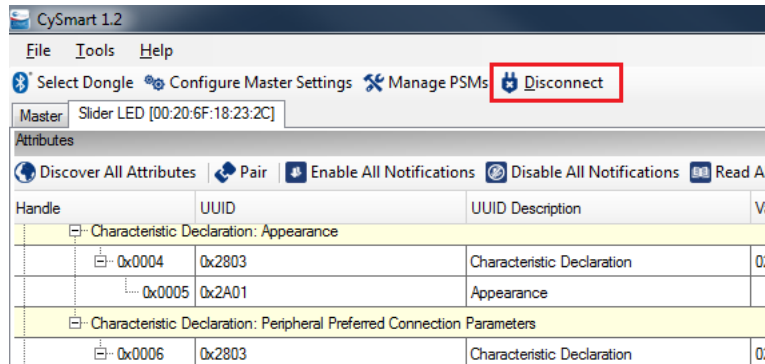 CySmart 1.2
File Tools Help
Select Dongle Configure Master Settings Manage PSMs Disconnect
Master Slider LED [00:20:6F:18:23:2C]
Attributes
Discover All Attributes Pair Enable All Notifications Disable All Notifications Read A
Handle UUID UUID Description V
Characteristic Declaration: Appearance
0x0004 0x2803 Characteristic Declaration 0
0x0005 0x2A01 Appearance
Characteristic Declaration: Peripheral Preferred Connection Parameters
0x0006 0x2803 Characteristic Declaration 0